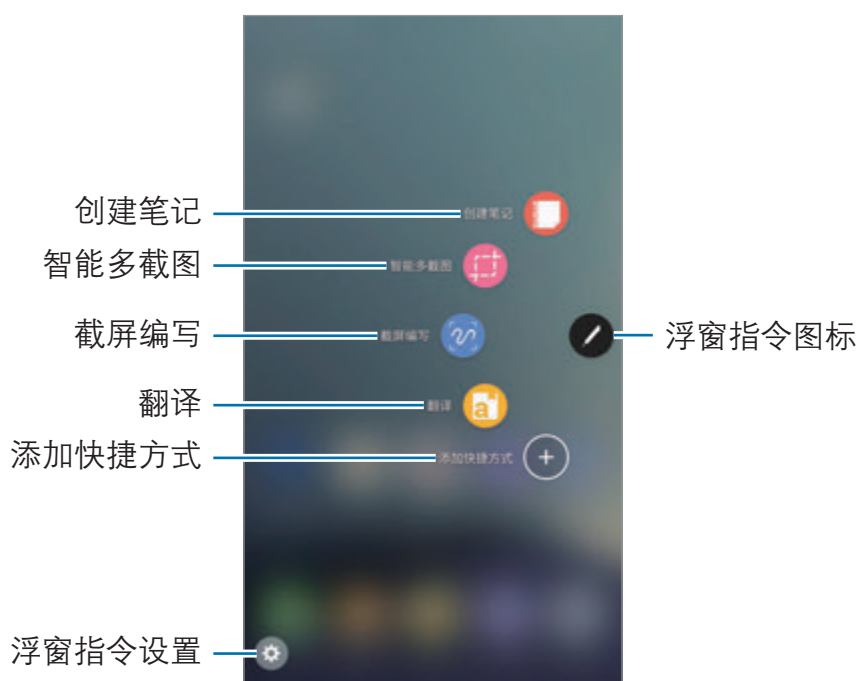 创建笔记
创建笔记
智能多截图
智能多截图
截屏编写
截屏编写
浮窗指令图标
翻译
翻译
添加快捷方式
添加快捷方式
浮窗指令设置